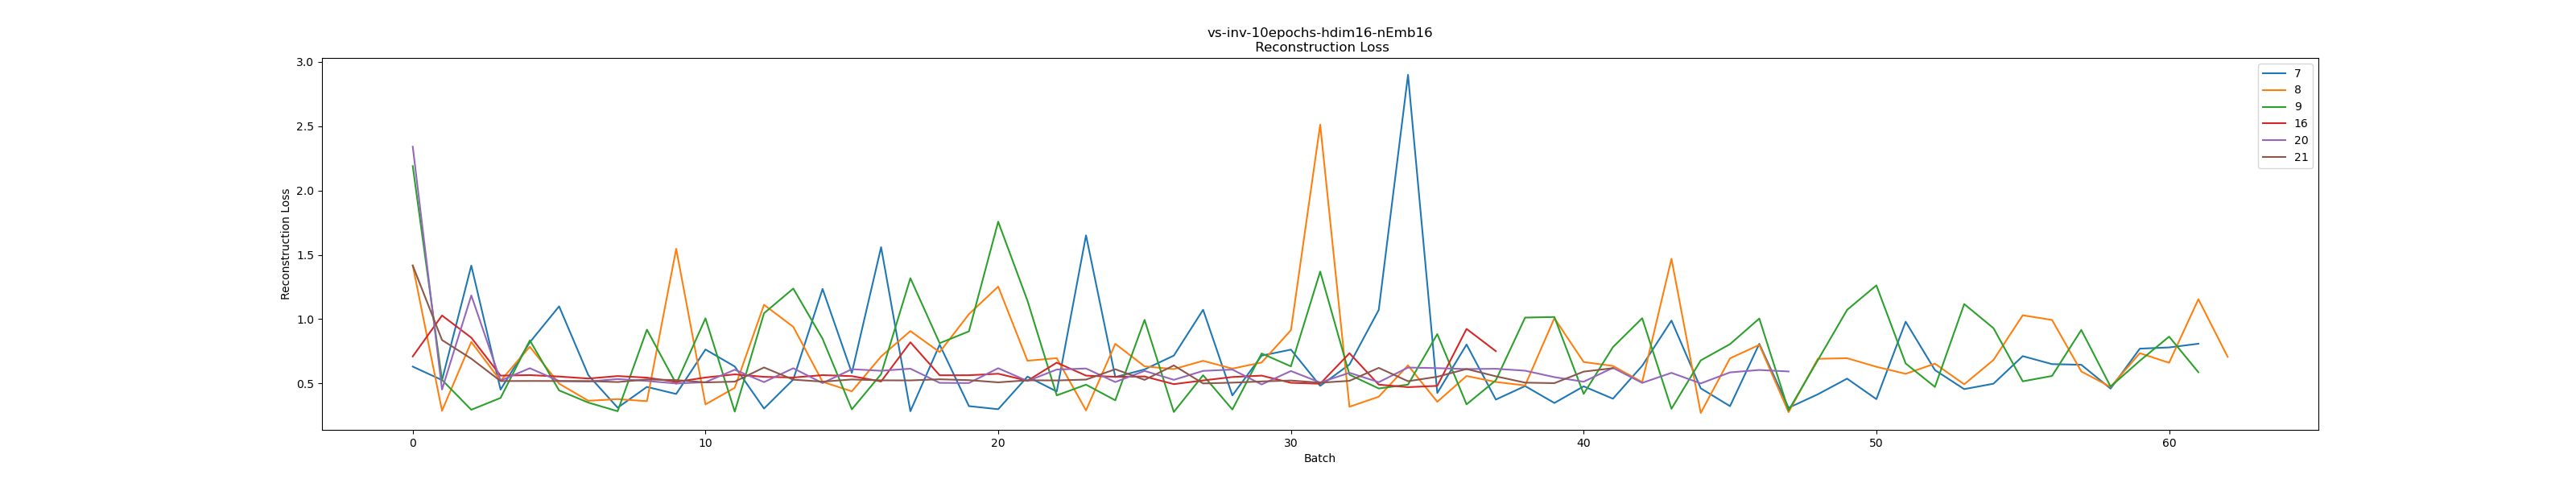 vs-inv-10epochs-hdim16-nEmb16
Reconstruction Loss
3.0
2.5
2.0
1.5
1.0
0.5
Reconstruction Loss
7
8
9
16
20
21
0 10 20 30 40 50 60
Batch